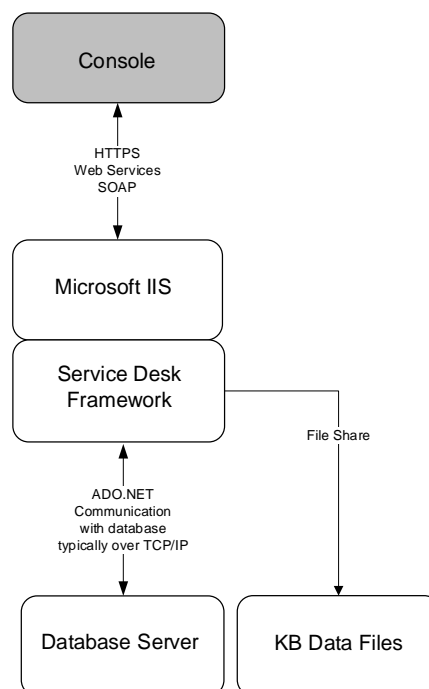 Console
HTTPS
Web Services
SOAP
Microsoft IIS
Service Desk
Framework
File Share
ADO.NET
Communication
with database
typically over TCP/IP
Database Server
KB Data Files